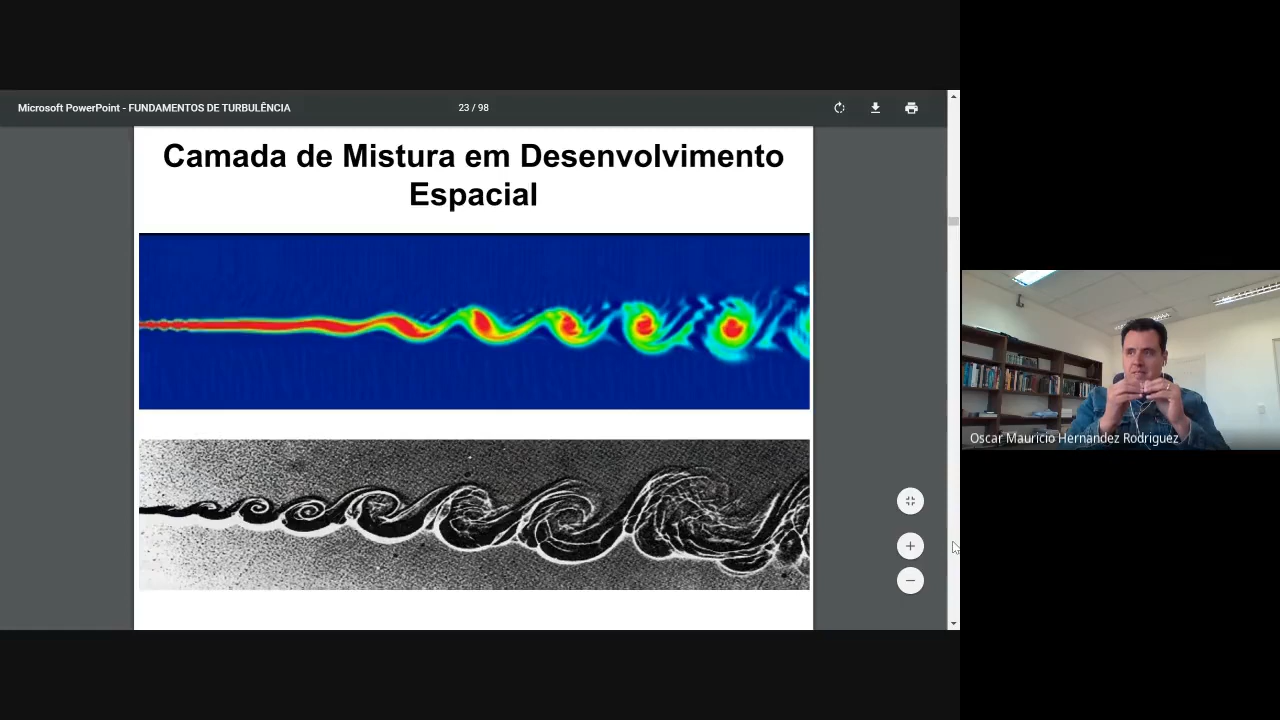 Microsoft PowerPoint - FUNDAMENTOS DE TURBULÊNCIA
23 / 98
Camada de Mistura em Desenvolvimento
Espacial
Oscar Mauricio Hernandez Rodriguez